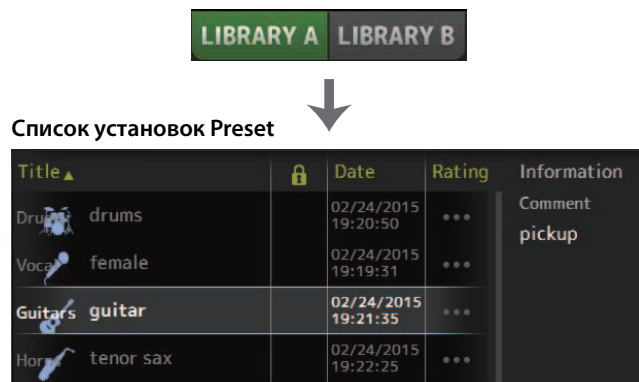 LIBRARY A LIBRARY B
Список установок Preset
Title Date Rating Information
Drums drums 02/24/2015 19:20:50 Comment
pickup
Vocal female 02/24/2015 19:19:31
Guitars guitar 02/24/2015 19:21:35
Horns tenor sax 02/24/2015 19:22:25